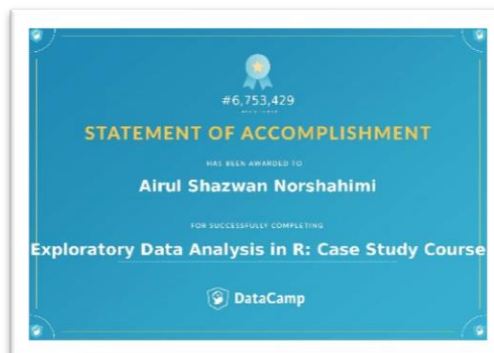 #6,753,429
STATEMENT OF ACCOMPLISHMENT
HAS BEEN AWARDED TO
Airul Shazwan Norshahimi
FOR SUCCESSFULLY COMPLETING
Exploratory Data Analysis in R: Case Study Course
DataCamp